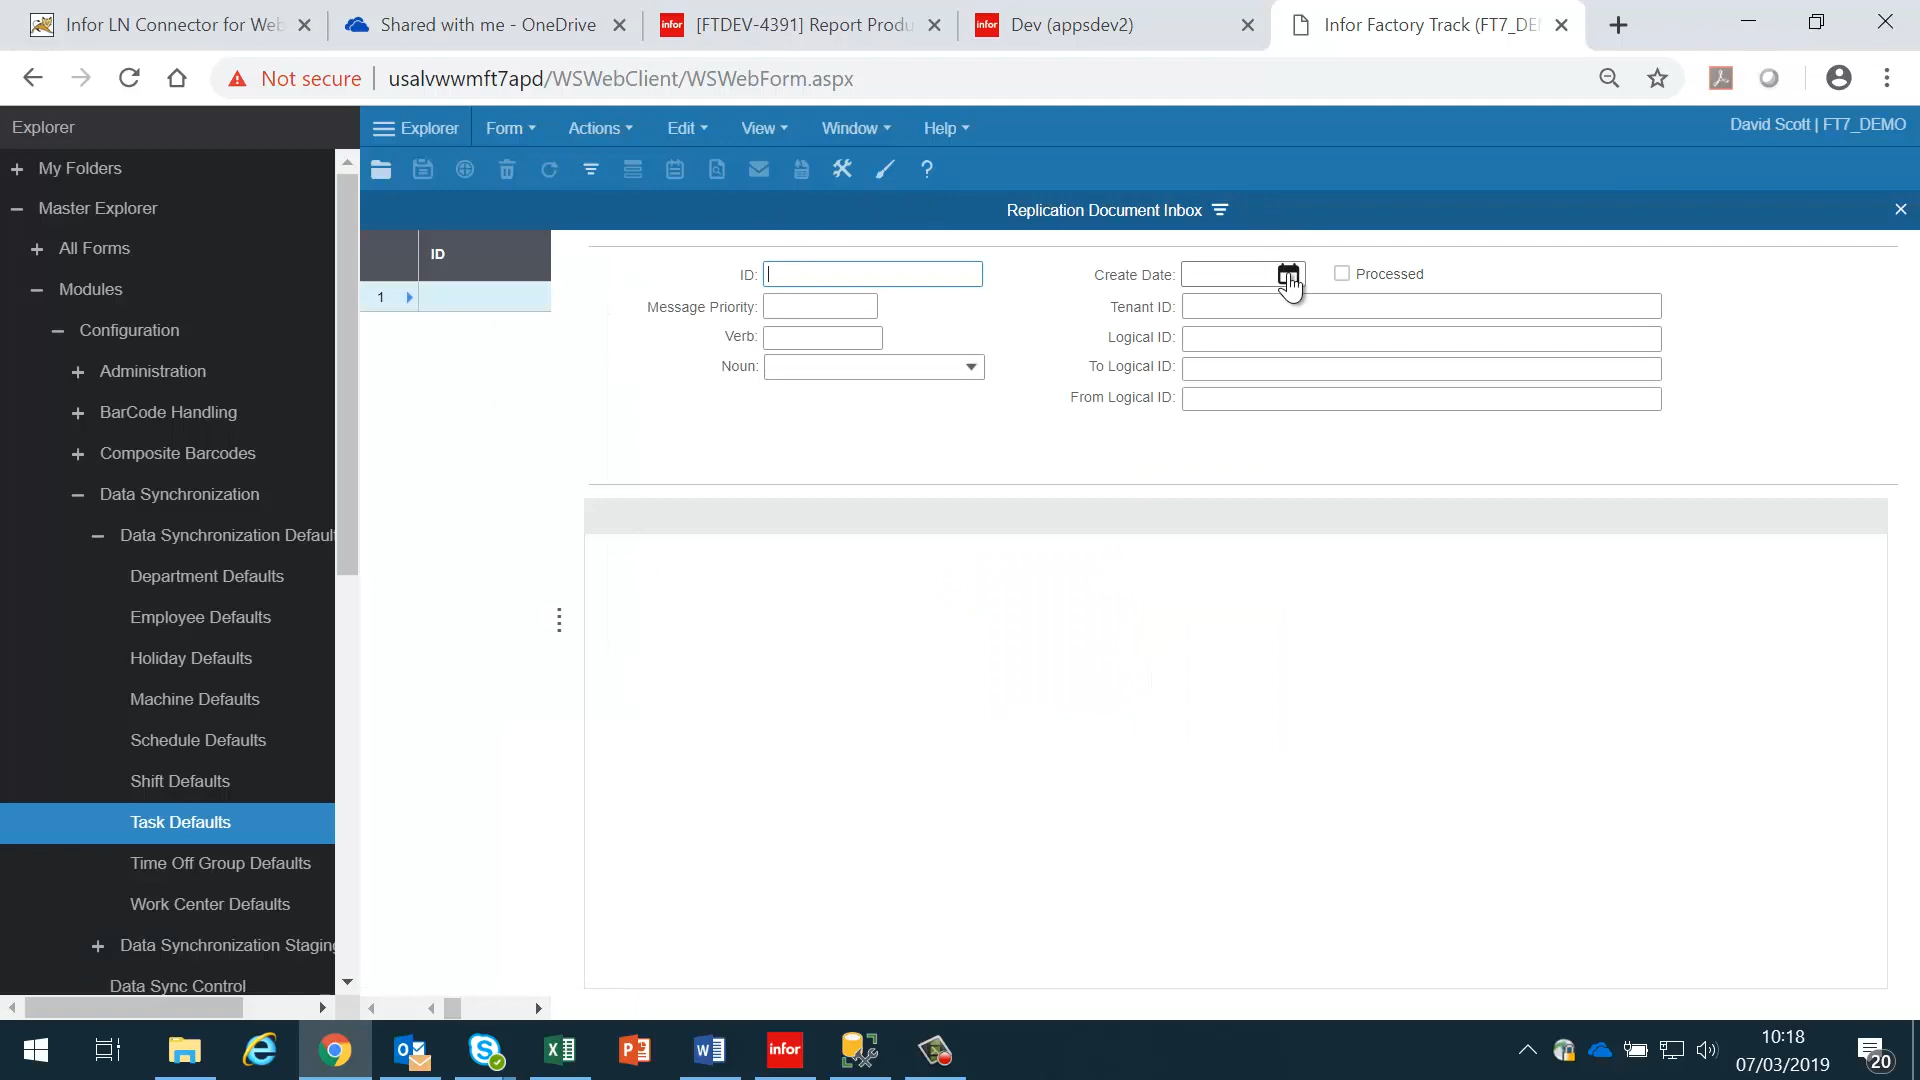 Infor LN Connector for Web
Shared with me - OneDrive
infor
[FTDEV-4391] Report Produ
infor
Dev (appsdev2)
Infor Factory Track (FT7_DE
Not secure
usalvwwmft7apd/WSWebClient/WSWebForm.aspx
Explorer
Explorer
Form
Actions
Edit
View
Window
Help
David Scott | FT7_DEMO
My Folders
Master Explorer
All Forms
Modules
Configuration
Administration
BarCode Handling
Composite Barcodes
Data Synchronization
Data Synchronization Default
Department Defaults
Employee Defaults
Holiday Defaults
Machine Defaults
Schedule Defaults
Shift Defaults
Task Defaults
Time Off Group Defaults
Work Center Defaults
Data Synchronization Staging
Data Sync Control
Replication Document Inbox
ID
1
ID:
Message Priority:
Verb:
Noun:
Create Date:
Processed
Tenant ID:
Logical ID:
To Logical ID:
From Logical ID:
infor
10:18
07/03/2019
20